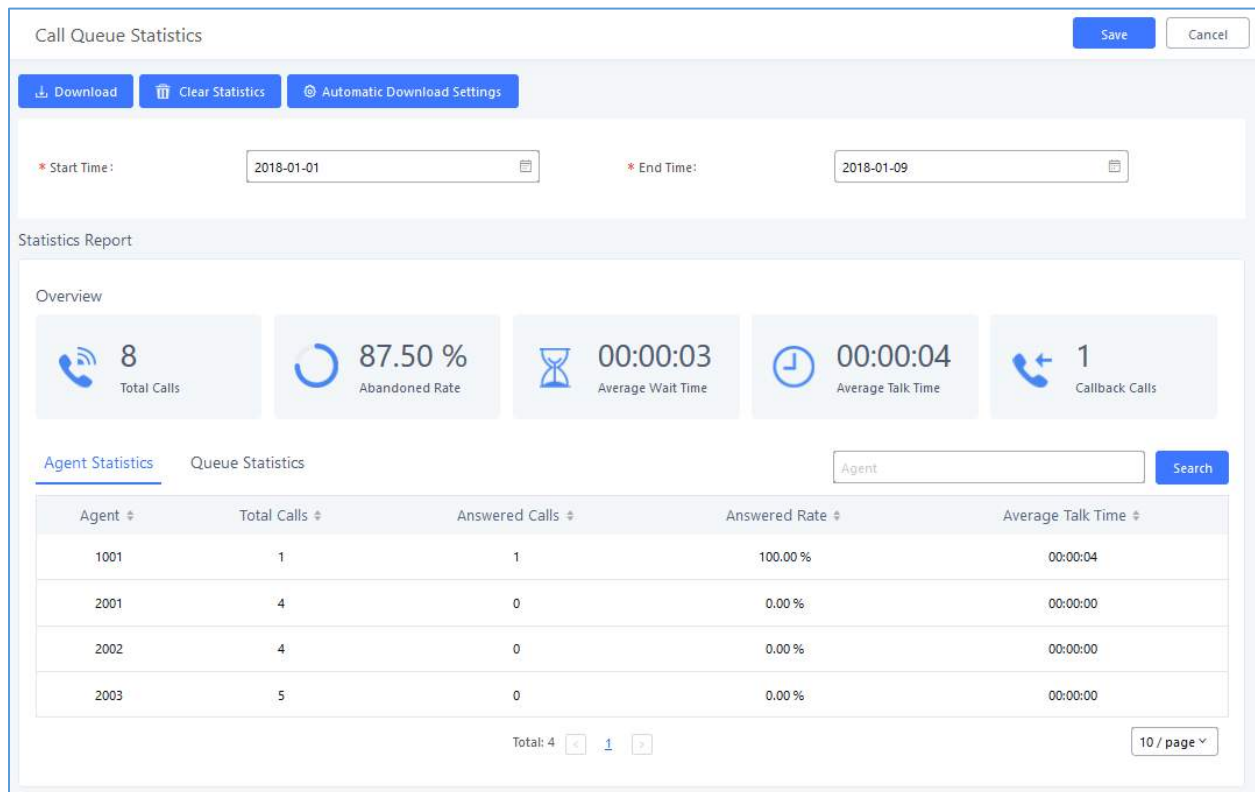 Call Queue Statistics Save Cancel
Download Clear Statistics Automatic Download Settings
* Start Time: 2018-01-01 * End Time: 2018-01-09
Statistics Report
Overview
8 87.50 % 00:00:03 00:00:04 1
Total Calls Abandoned Rate Average Wait Time Average Talk Time Callback Calls
Agent Statistics Queue Statistics Agent Search
Agent Total Calls Answered Calls Answered Rate Average Talk Time
1001 1 1 100.00 % 00:00:04
2001 4 0 0.00 % 00:00:00
2002 4 0 0.00 % 00:00:00
2003 5 0 0.00 % 00:00:00
Total: 4 < 1 > 10 / page